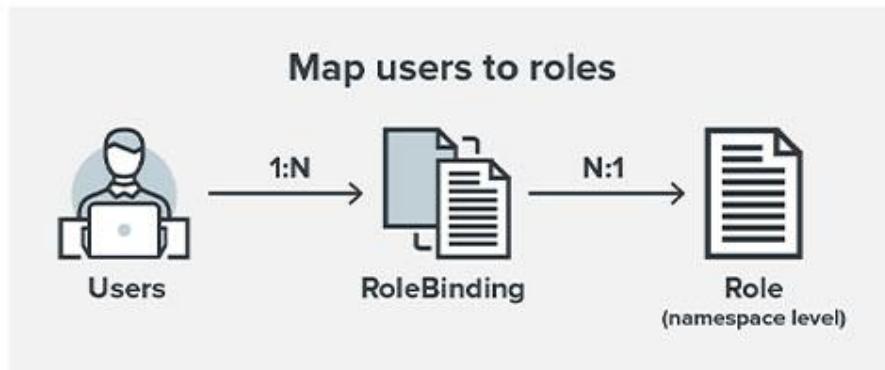 Map users to roles
1:N
N:1
Users
RoleBinding
Role
(namespace level)